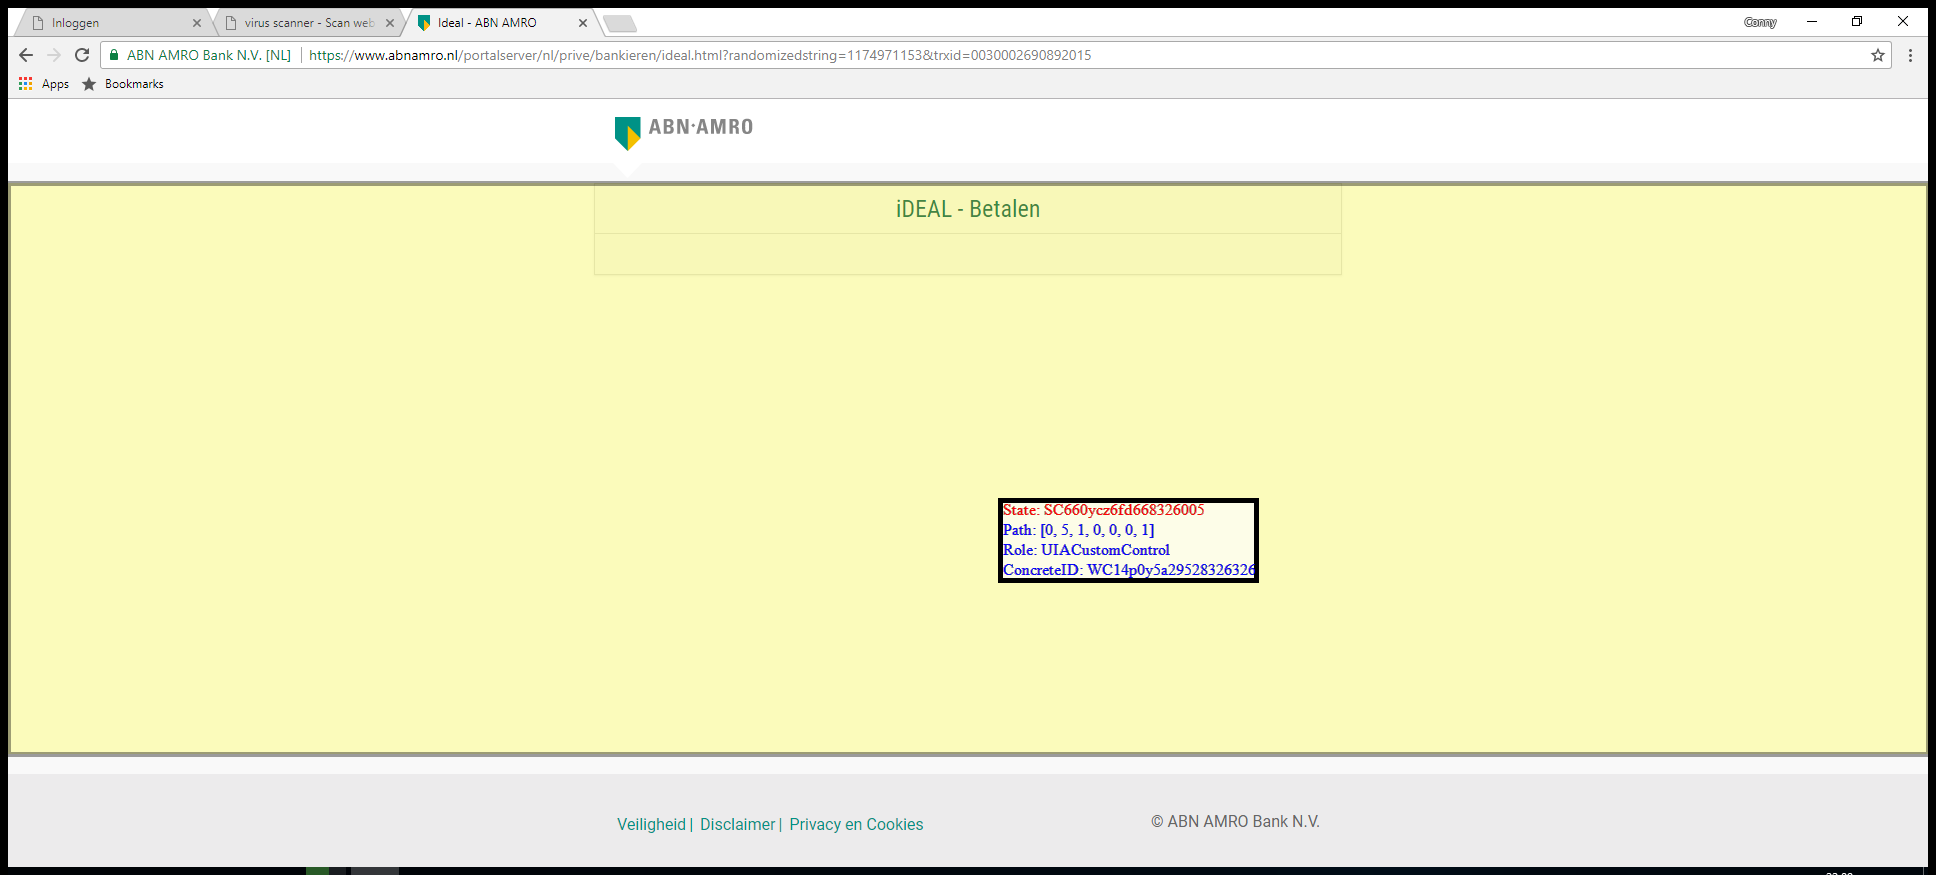 Inloggen
virus scanner - Scan web
Ideal - ABN AMRO
Conny
ABN AMRO Bank N.V. [NL]
https://www.abnamro.nl/portalserver/nl/prive/bankieren/ideal.html?randomizedstring=1174971153&trxid=0030002690892015
Apps
Bookmarks
ABN·AMRO
iDEAL - Betalen
State: SC660ycz6fd668326005
Path: [0, 5, 1, 0, 0, 0, 1]
Role: UIACustomControl
ConcreteID: WC14p0y5a29528326326
Veiligheid | Disclaimer | Privacy en Cookies
© ABN AMRO Bank N.V.